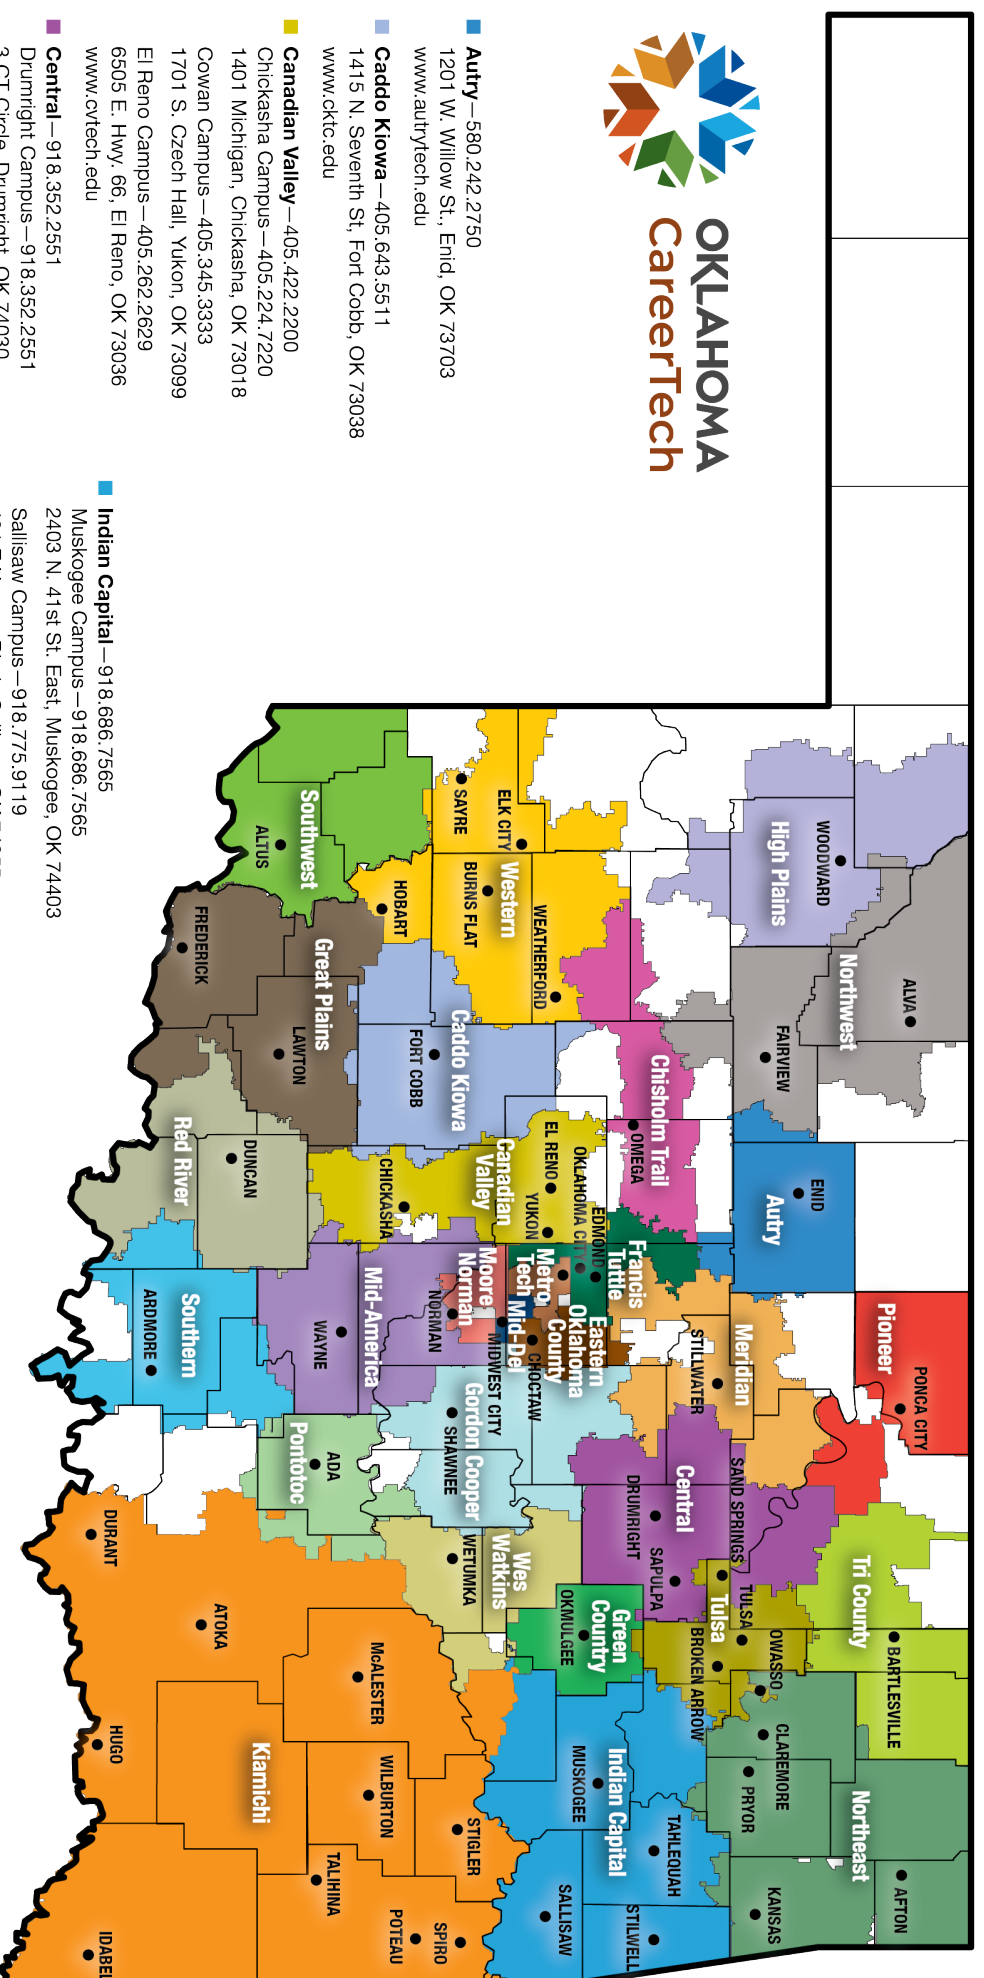 OKLAHOMA
CareerTech
Autry—580.242.2750
1201 W. Willow St., Enid, OK 73703
www.autrytech.edu
Caddo Kiowa—405.643.5511
1415 N. Seventh St, Fort Cobb, OK 73038
www.cktc.edu
Canadian Valley—405.422.2200
Chickasha Campus—405.224.7220
1401 Michigan, Chickasha, OK 73018
Cowan Campus—405.345.3333
1701 S. Czech Hall, Yukon, OK 73099
El Reno Campus—405.262.2629
6505 E. Hwy. 66, El Reno, OK 73036
www.cvtech.edu
Central—918.352.2551
Drumright Campus—918.352.2551
3 CT Circle, Drumright, OK 74030
Indian Capital—918.686.7565
Muskogee Campus—918.686.7565
2403 N. 41st St. East, Muskogee, OK 74403
Sallisaw Campus—918.775.9119
High Plains
WOODWARD
Northwest
ALVA
FAIRVIEW
Autry
ENID
Pioneer
PONCA CITY
Tri County
BARTLESVILLE
Northeast
AFTON
CLAREMORE
PRYOR
KANSAS
Meridian
STILLWATER
Chisholm Trail
OMEGA
Francis
Tuttle
EDMOND
OKLAHOMA CITY
Central
DRUMRIGHT
SAPULPA
SAND SPRINGS
Tulsa
TULSA
OWASSO
BROKEN ARROW
Western
ELK CITY
SAYRE
BURNS FLAT
WEATHERFORD
HOBART
Caddo Kiowa
FORT COBB
Canadian
Valley
EL RENO
YUKON
CHICKASHA
Metro
Tech
Eastern
Oklahoma
County
CHOCTAW
Mid-Del
MIDWEST CITY
Moore
Norman
NORMAN
Gordon Cooper
SHAWNEE
Wes
Watkins
WETUMKA
Green
Country
OKMULGEE
Indian Capital
MUSKOGEE
TAHLEQUAH
SALLISAW
STILWELL
Southwest
ALTUS
Great Plains
FREDERICK
LAWTON
Red River
DUNCAN
Mid-America
WAYNE
Southern
ARDMORE
Pontotoc
ADA
Kiamichi
DURANT
ATOKA
McALESTER
HUGO
WILBURTON
STIGLER
TALIHINA
POTEAU
SPIRO